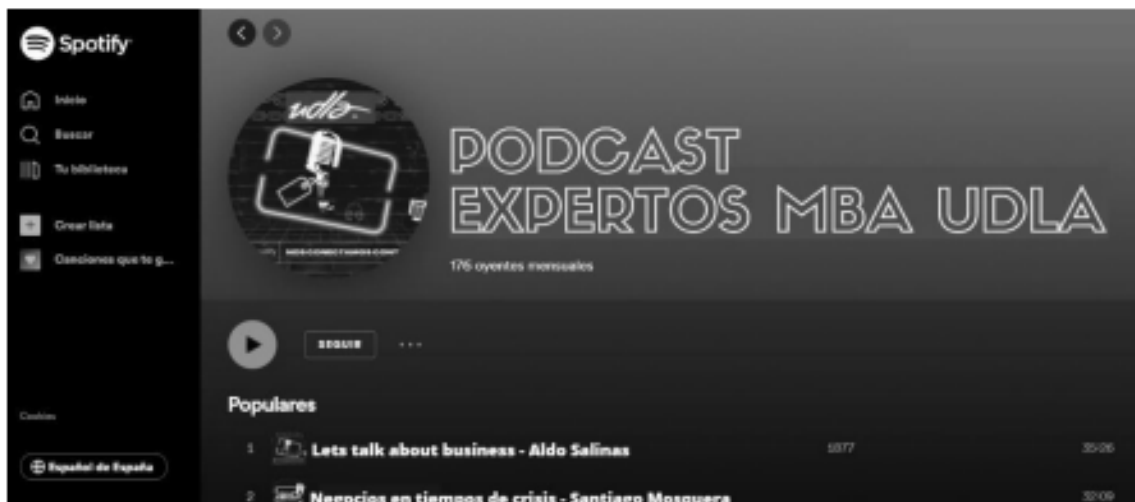 Spotify
Inicio
Buscar
Tu biblioteca
Crear lista
Canciones que te g...
Cookies
Español de España
udla
PODCAST
EXPERTOS MBA UDLA
176 oyentes mensuales
SEGUIR
Populares
1 Lets talk about business - Aldo Salinas 1877 35:26
2 Negocios en tiempos de crisis - Santiago Mosquera 32:09